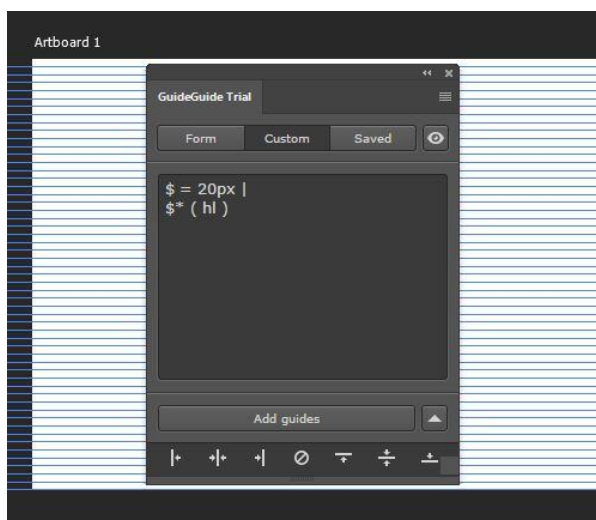 Artboard 1
GuideGuide Trial
Form Custom Saved
$ = 20px |
$* ( hl )
Add guides